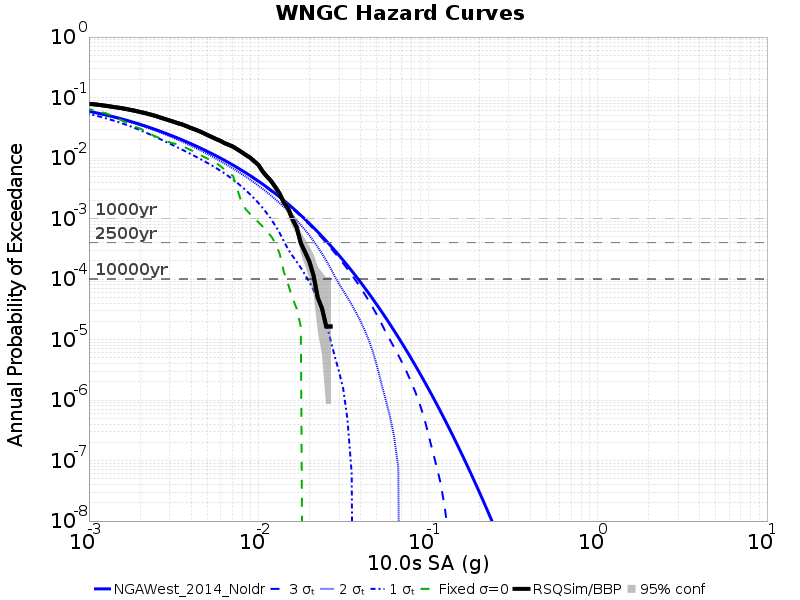 WNGC Hazard Curves
Annual Probability of Exceedance
10^0
10^-1
10^-2
10^-3
10^-4
10^-5
10^-6
10^-7
10^-8
1000yr
2500yr
10000yr
10^-3
10^-2
10^-1
10^0
10^1
10.0s SA (g)
NGAWest_2014_NoIdr 3 σₜ 2 σₜ 1 σₜ Fixed σ=0 RSQSim/BBP 95% conf